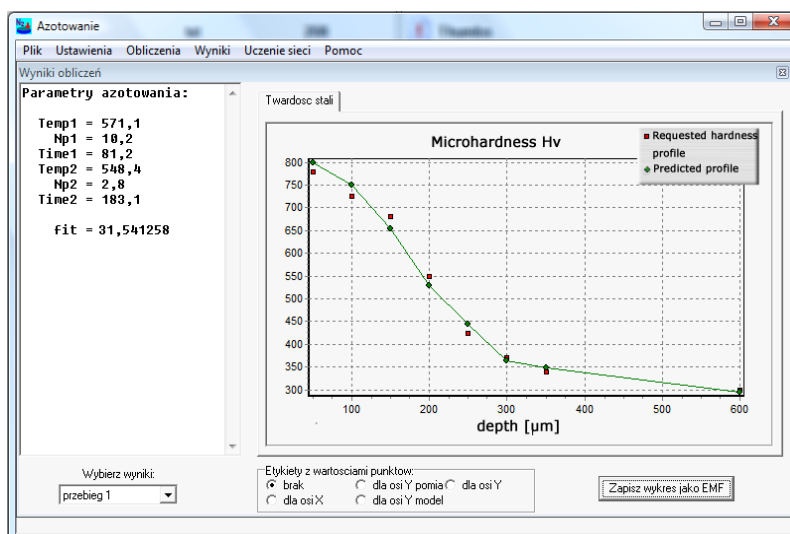 Azotowanie
Plik Ustawienia Obliczenia Wyniki Uczenie sieci Pomoc
Wyniki obliczeń
Parametry azotowania:
Temp1 = 571,1
Np1 = 10,2
Time1 = 81,2
Temp2 = 548,4
Np2 = 2,8
Time2 = 183,1
fit = 31,541258
Twardosc stali
Microhardness Hv
Requested hardness
profile
Predicted profile
800
750
700
650
600
550
500
450
400
350
300
100 200 300 400 500 600
depth [µm]
Wybierz wyniki:
przebieg 1
Etykiety z wartosciami punktow:
brak dla osi Y pomia dla osi Y
dla osi X dla osi Y model
Zapisz wykres jako EMF